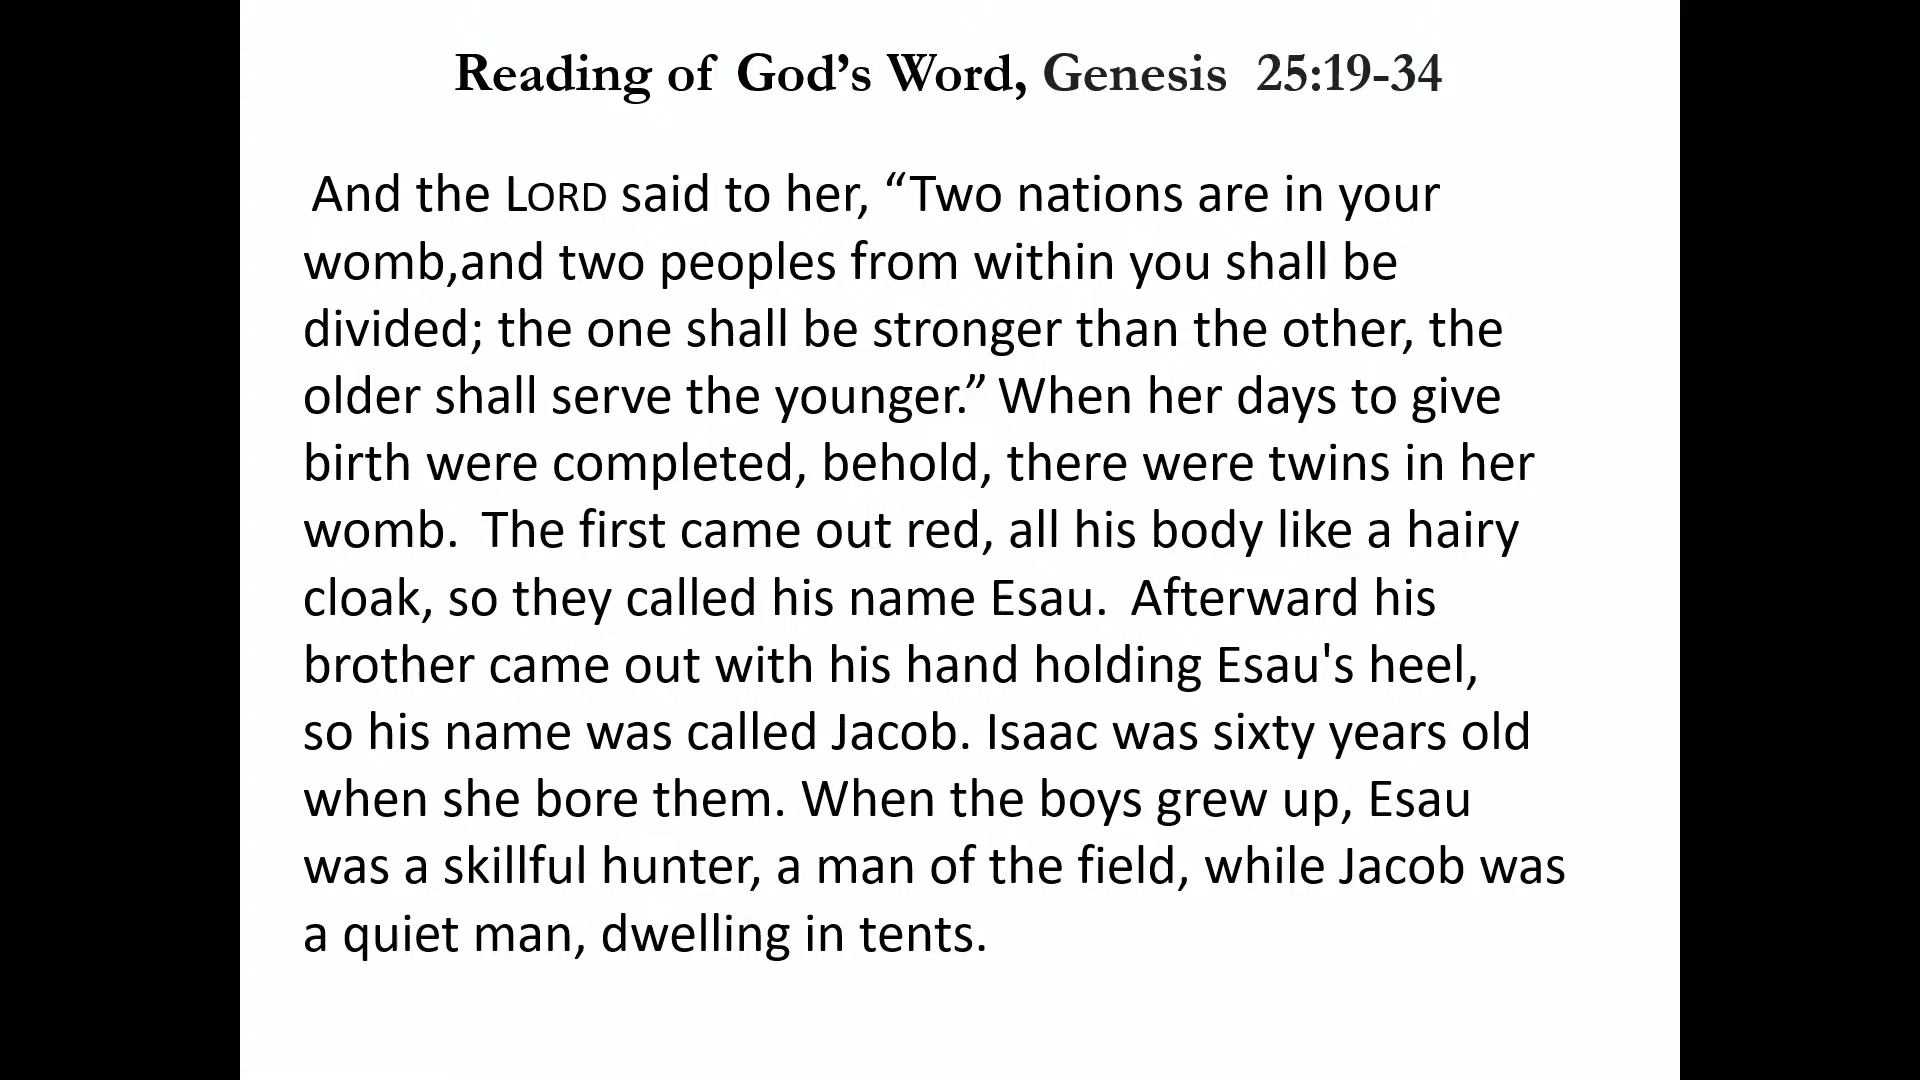 Reading of God’s Word, Genesis 25:19-34
And the LORD said to her, “Two nations are in your
womb,and two peoples from within you shall be
divided; the one shall be stronger than the other, the
older shall serve the younger.” When her days to give
birth were completed, behold, there were twins in her
womb. The first came out red, all his body like a hairy
cloak, so they called his name Esau. Afterward his
brother came out with his hand holding Esau's heel,
so his name was called Jacob. Isaac was sixty years old
when she bore them. When the boys grew up, Esau
was a skillful hunter, a man of the field, while Jacob was
a quiet man, dwelling in tents.